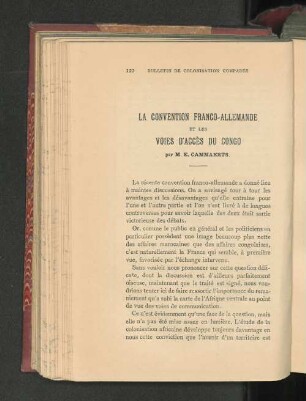 122 BULLETIN DE COLONISATION COMPARÉE
LA CONVENTION FRANCO-ALLEMANDE
ET LES
VOIES D'ACCÈS DU CONGO
par M. E. CAMMAERTS.
La récente convention franco-allemande a donné lieu
à maintes discussions. On a envisagé tour à tour les
avantages et les désavantages qu'elle entraîne pour
l'une et l'autre partie et l'on s'est livré à de longues
controverses pour savoir laquelle des deux était sortie
victorieuse des débats.
Or, comme le public en général et les politiciens en
particulier possèdent une image beaucoup plus nette
des affaires marocaines que des affaires congolaises,
c'est naturellement la France qui semble, à première
vue, favorisée par l'échange intervenu.
Sans vouloir nous prononcer sur cette question déli-
cate, dont la discussion est d'ailleurs parfaitement
oiseuse, maintenant que le traité est signé, nous vou-
drions tenter ici de faire ressortir l'importance du rema-
niement qu'a subi la carte de l'Afrique centrale au point
de vue des voies de communication.
Ce n'est évidemment qu'une face de la question, mais
elle n'a pas été mise assez en lumière. L'étude de la
colonisation africaine développe toujours davantage en
nous cette conviction que l'avenir d'un territoire est